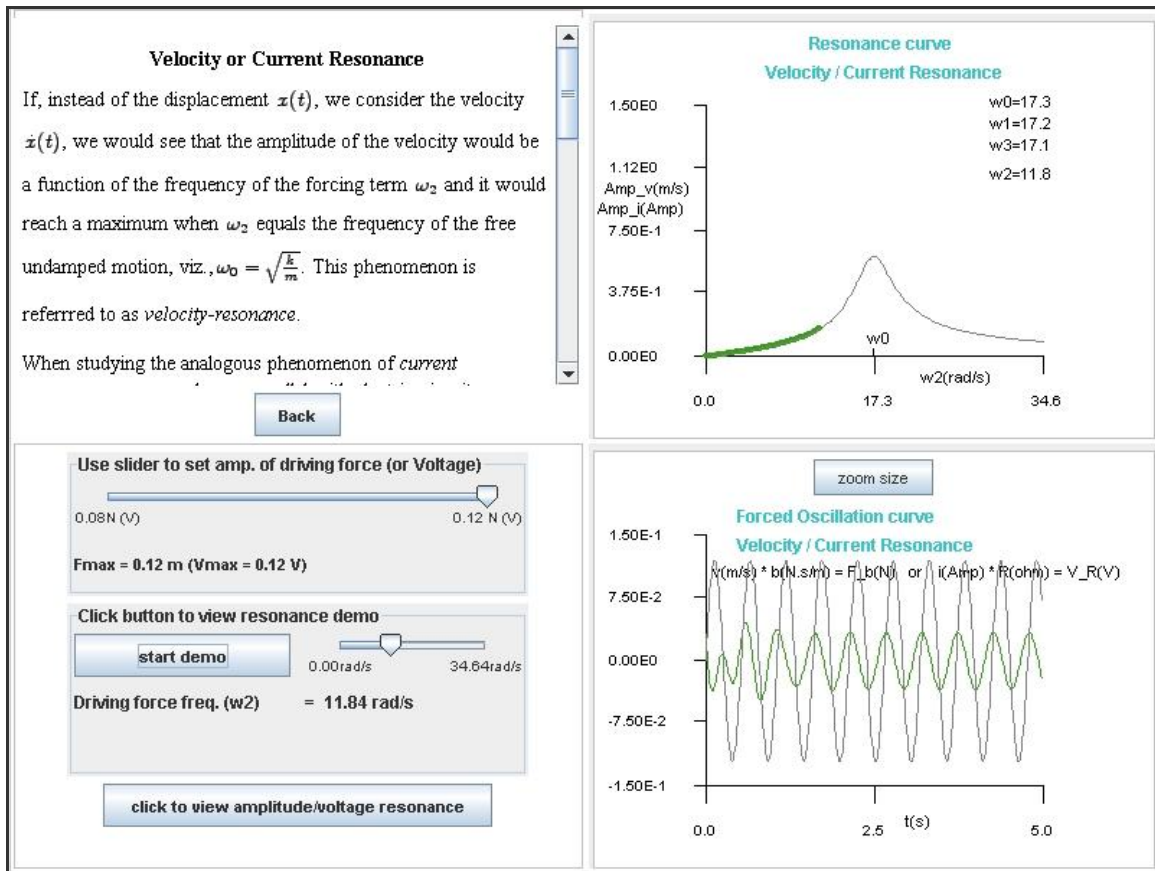 Velocity or Current Resonance
If, instead of the displacement x(t), we consider the velocity
ẋ(t), we would see that the amplitude of the velocity would be
a function of the frequency of the forcing term ω₂ and it would
reach a maximum when ω₂ equals the frequency of the free
undamped motion, viz., ω₀ = √(k/m). This phenomenon is
referrred to as velocity-resonance.
When studying the analogous phenomenon of current
Back
Resonance curve
Velocity / Current Resonance
1.50E0
w0=17.3
w1=17.2
w3=17.1
w2=11.8
1.12E0
Amp_v(m/s)
Amp_i(Amp)
7.50E-1
3.75E-1
0.00E0
w0
w2(rad/s)
0.0
17.3
34.6
Use slider to set amp. of driving force (or Voltage)
0.08N (V)
0.12 N (V)
Fmax = 0.12 m (Vmax = 0.12 V)
Click button to view resonance demo
start demo
0.00rad/s
34.64rad/s
Driving force freq. (w2) = 11.84 rad/s
click to view amplitude/voltage resonance
zoom size
Forced Oscillation curve
Velocity / Current Resonance
1.50E-1
v(m/s) * b(N.s/m) = F_b(N) or i(Amp) * R(ohm) = V_R(V)
7.50E-2
0.00E0
-7.50E-2
-1.50E-1
0.0
2.5
t(s)
5.0